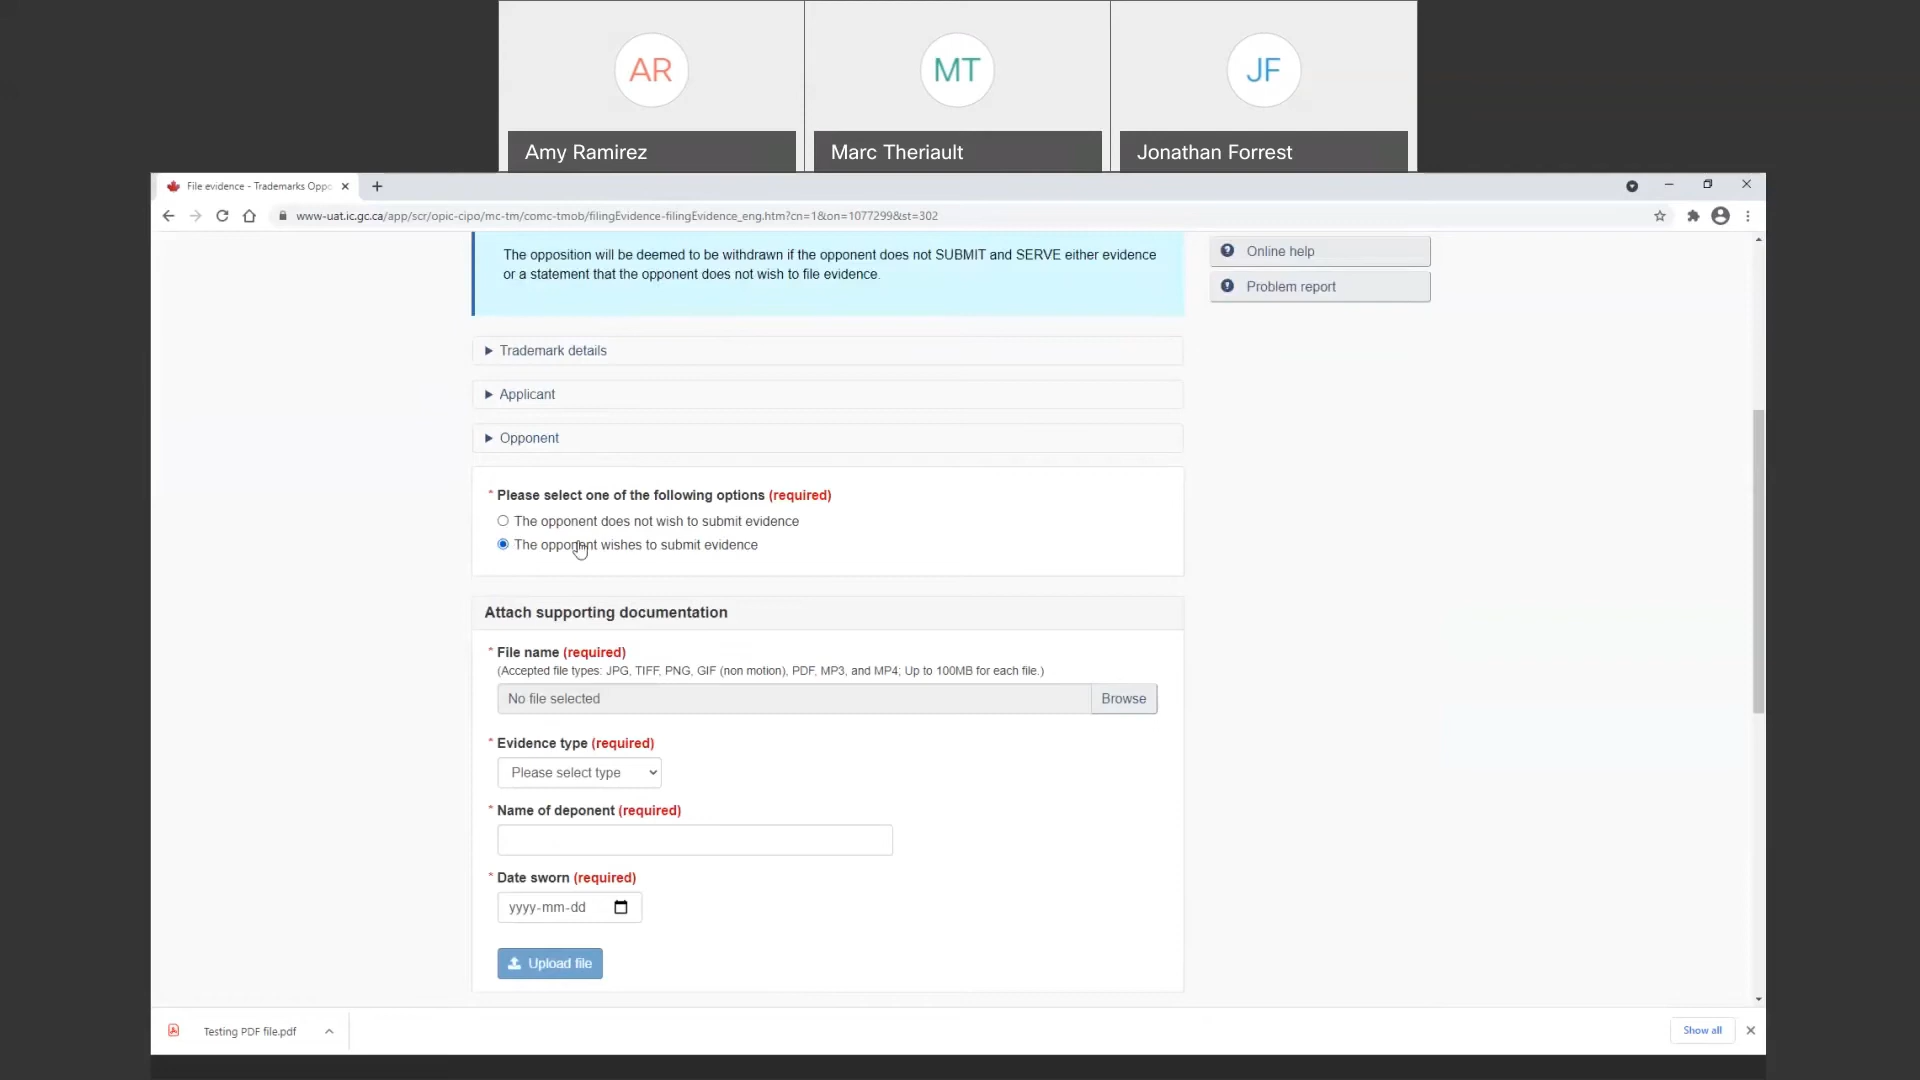 AR
MT
JF
Amy Ramirez
Marc Theriault
Jonathan Forrest
File evidence - Trademarks Oppo
www-uat.ic.gc.ca/app/scr/opic-cipo/mc-tm/comc-tmob/filingEvidence-filingEvidence_eng.htm?cn=1&on=1077299&st=302
The opposition will be deemed to be withdrawn if the opponent does not SUBMIT and SERVE either evidence
or a statement that the opponent does not wish to file evidence.
Online help
Problem report
Trademark details
Applicant
Opponent
* Please select one of the following options (required)
The opponent does not wish to submit evidence
The opponent wishes to submit evidence
Attach supporting documentation
* File name (required)
(Accepted file types: JPG, TIFF, PNG, GIF (non motion), PDF, MP3, and MP4; Up to 100MB for each file.)
No file selected
Browse
* Evidence type (required)
Please select type
* Name of deponent (required)
* Date sworn (required)
yyyy-mm-dd
Upload file
Testing PDF file.pdf
Show all